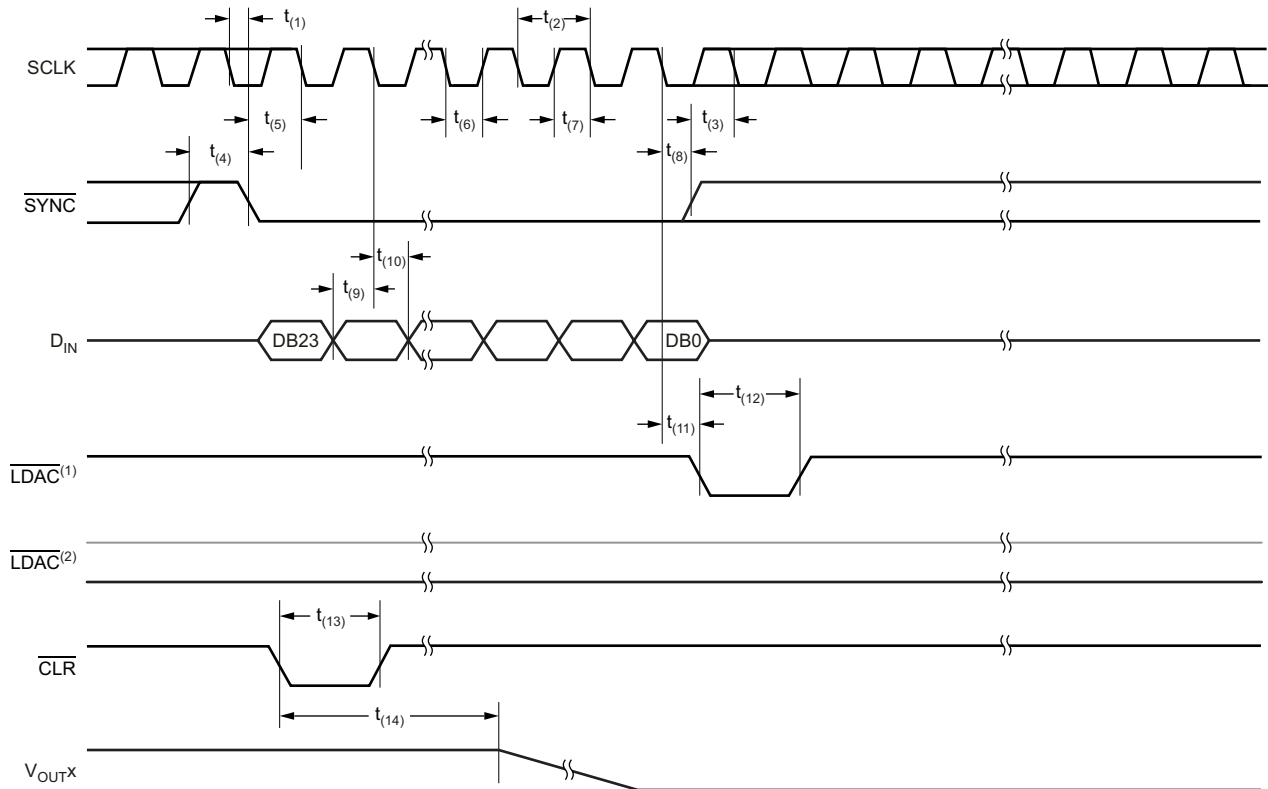 t(1)
t(2)
SCLK
t(5)
t(6)
t(7)
t(3)
t(4)
t(8)
SYNC
t(10)
t(9)
DIN
DB23
DB0
t(12)
t(11)
LDAC(1)
LDAC(2)
t(13)
CLR
t(14)
VOUTX